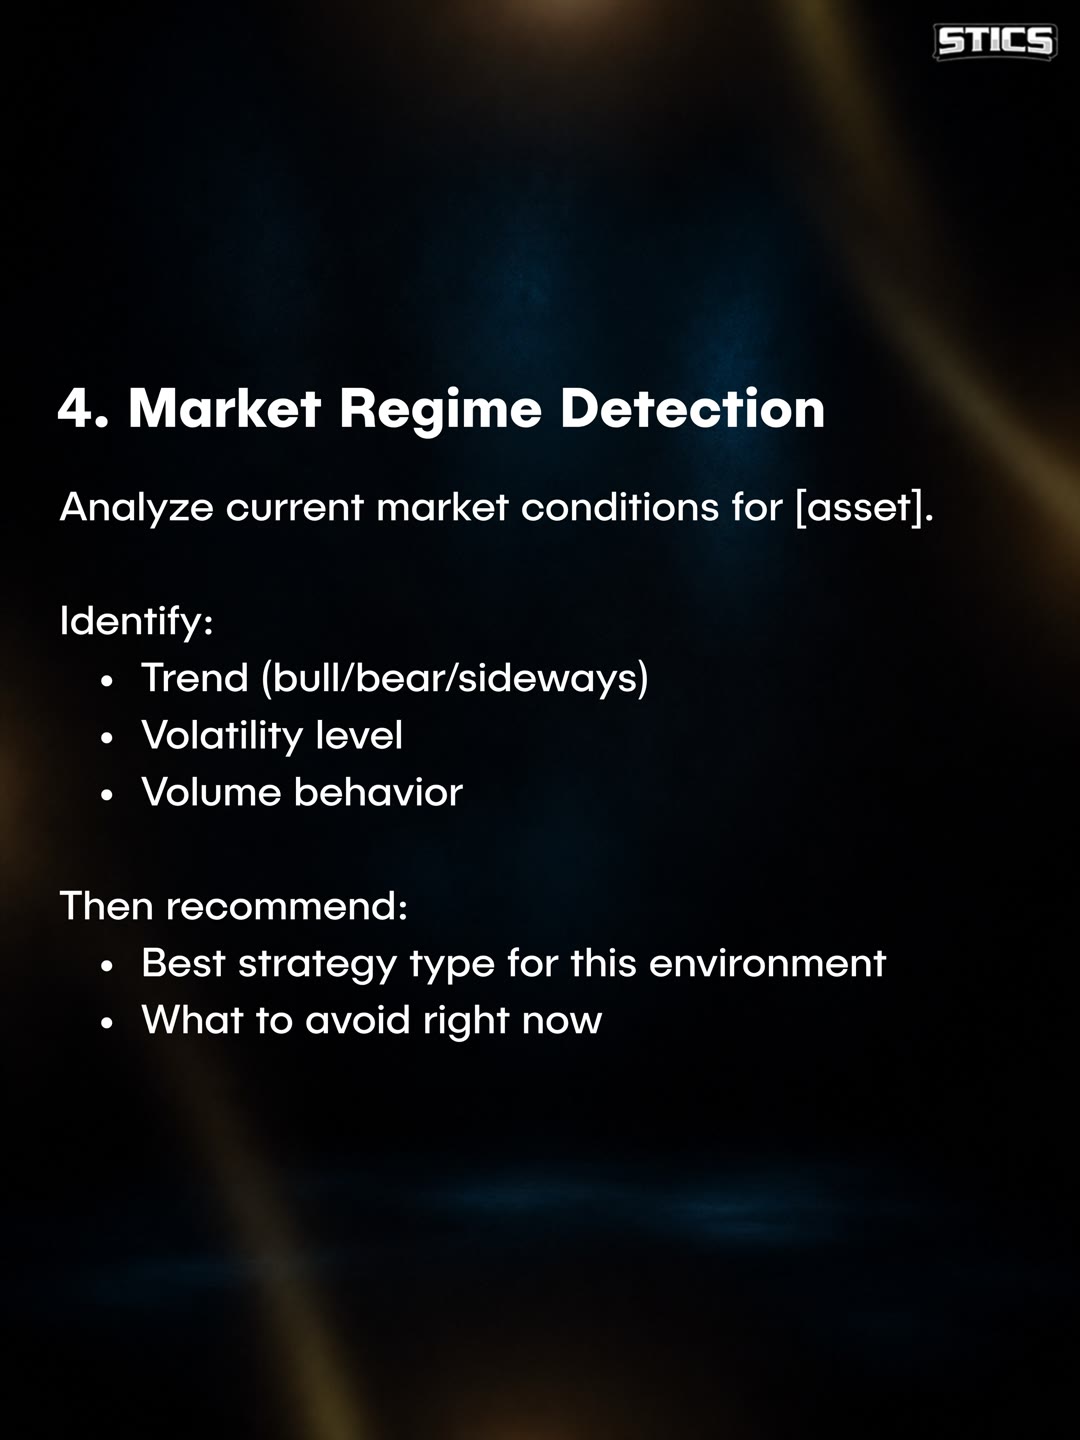 STICS
4. Market Regime Detection
Analyze current market conditions for [asset].
Identify:
• Trend (bull/bear/sideways)
• Volatility level
• Volume behavior
Then recommend:
• Best strategy type for this environment
• What to avoid right now